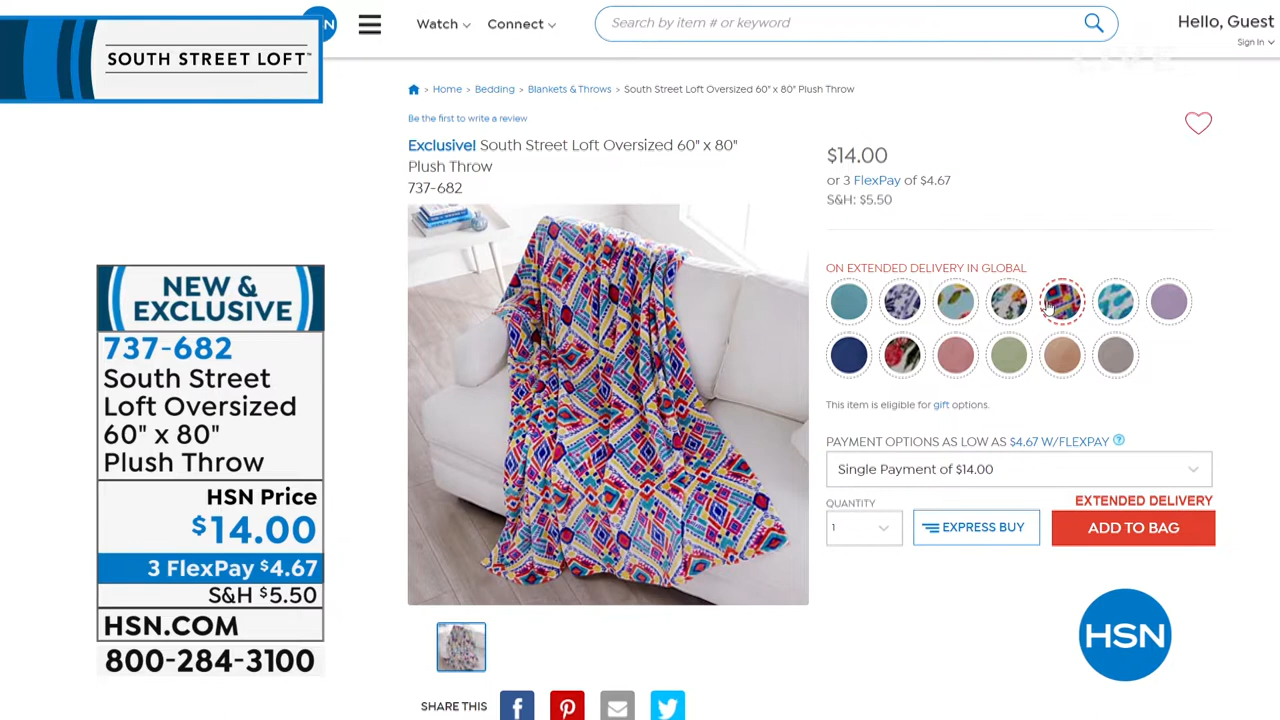 SOUTH STREET LOFT™
Watch
Connect
Search by item # or keyword
Hello, Guest
Sign In
LIVE
> Home > Bedding > Blankets & Throws > South Street Loft Oversized 60" x 80" Plush Throw
Be the first to write a review
Exclusive! South Street Loft Oversized 60" x 80"
Plush Throw
737-682
$14.00
or 3 FlexPay of $4.67
S&H: $5.50
ON EXTENDED DELIVERY IN GLOBAL
This item is eligible for gift options.
PAYMENT OPTIONS AS LOW AS $4.67 W/FLEXPAY ?
Single Payment of $14.00
QUANTITY
1
EXPRESS BUY
EXTENDED DELIVERY
ADD TO BAG
SHARE THIS
NEW &
EXCLUSIVE
737-682
South Street
Loft Oversized
60" x 80"
Plush Throw
HSN Price
$14.00
3 FlexPay $4.67
S&H $5.50
HSN.COM
800-284-3100
HSN